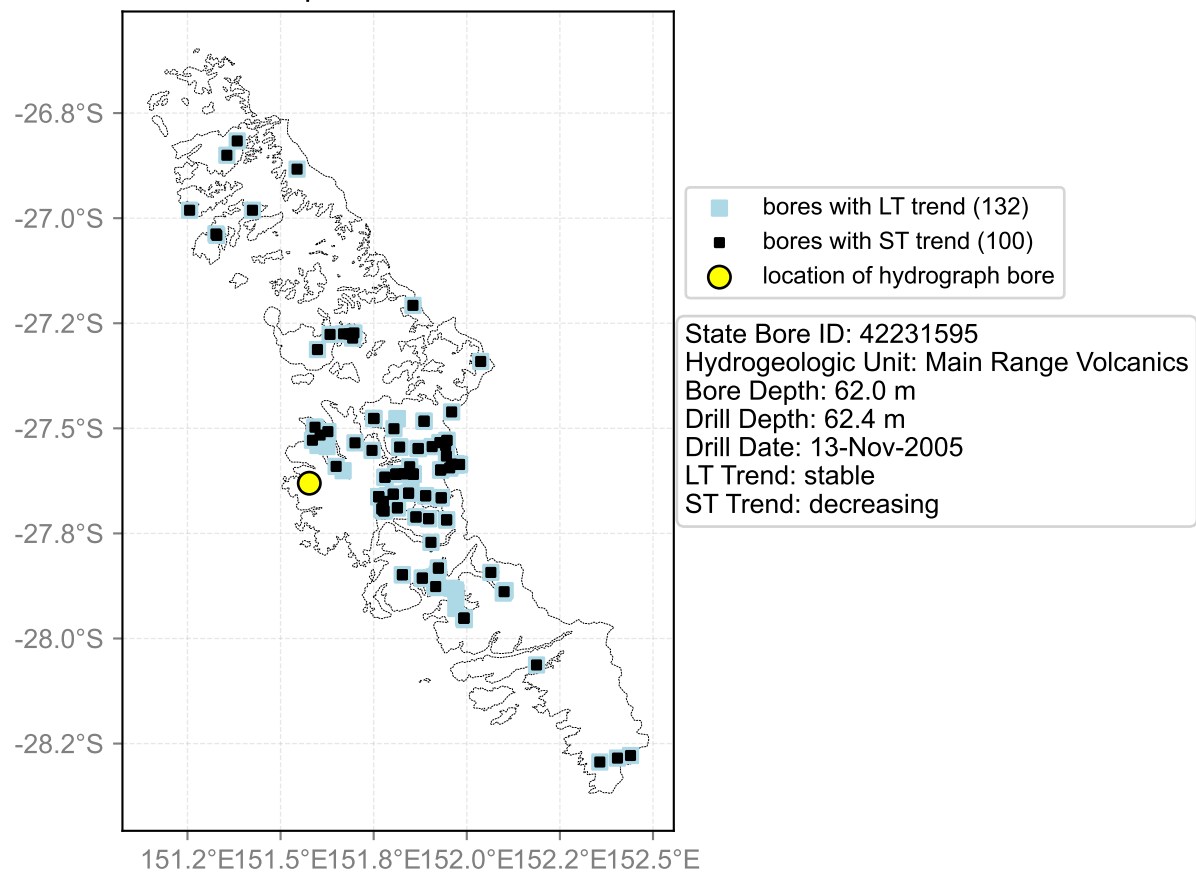 -26.8°S
-27.0°S
-27.2°S
-27.5°S
-27.8°S
-28.0°S
-28.2°S
151.2°E151.5°E151.8°E152.0°E152.2°E152.5°E
bores with LT trend (132)
bores with ST trend (100)
location of hydrograph bore
State Bore ID: 42231595
Hydrogeologic Unit: Main Range Volcanics
Bore Depth: 62.0 m
Drill Depth: 62.4 m
Drill Date: 13-Nov-2005
LT Trend: stable
ST Trend: decreasing